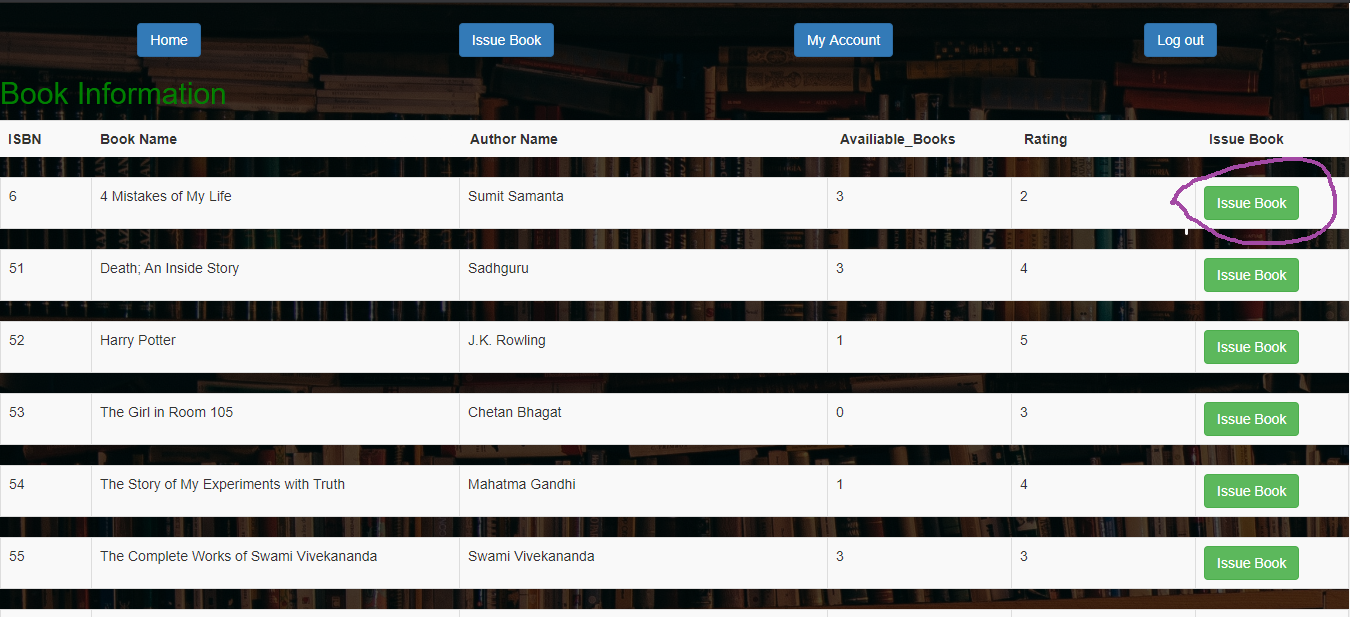 Home Issue Book My Account Log out
Book Information
ISBN Book Name Author Name Availiable_Books Rating Issue Book
6 4 Mistakes of My Life Sumit Samanta 3 2 Issue Book
51 Death; An Inside Story Sadhguru 3 4 Issue Book
52 Harry Potter J.K. Rowling 1 5 Issue Book
53 The Girl in Room 105 Chetan Bhagat 0 3 Issue Book
54 The Story of My Experiments with Truth Mahatma Gandhi 1 4 Issue Book
55 The Complete Works of Swami Vivekananda Swami Vivekananda 3 3 Issue Book